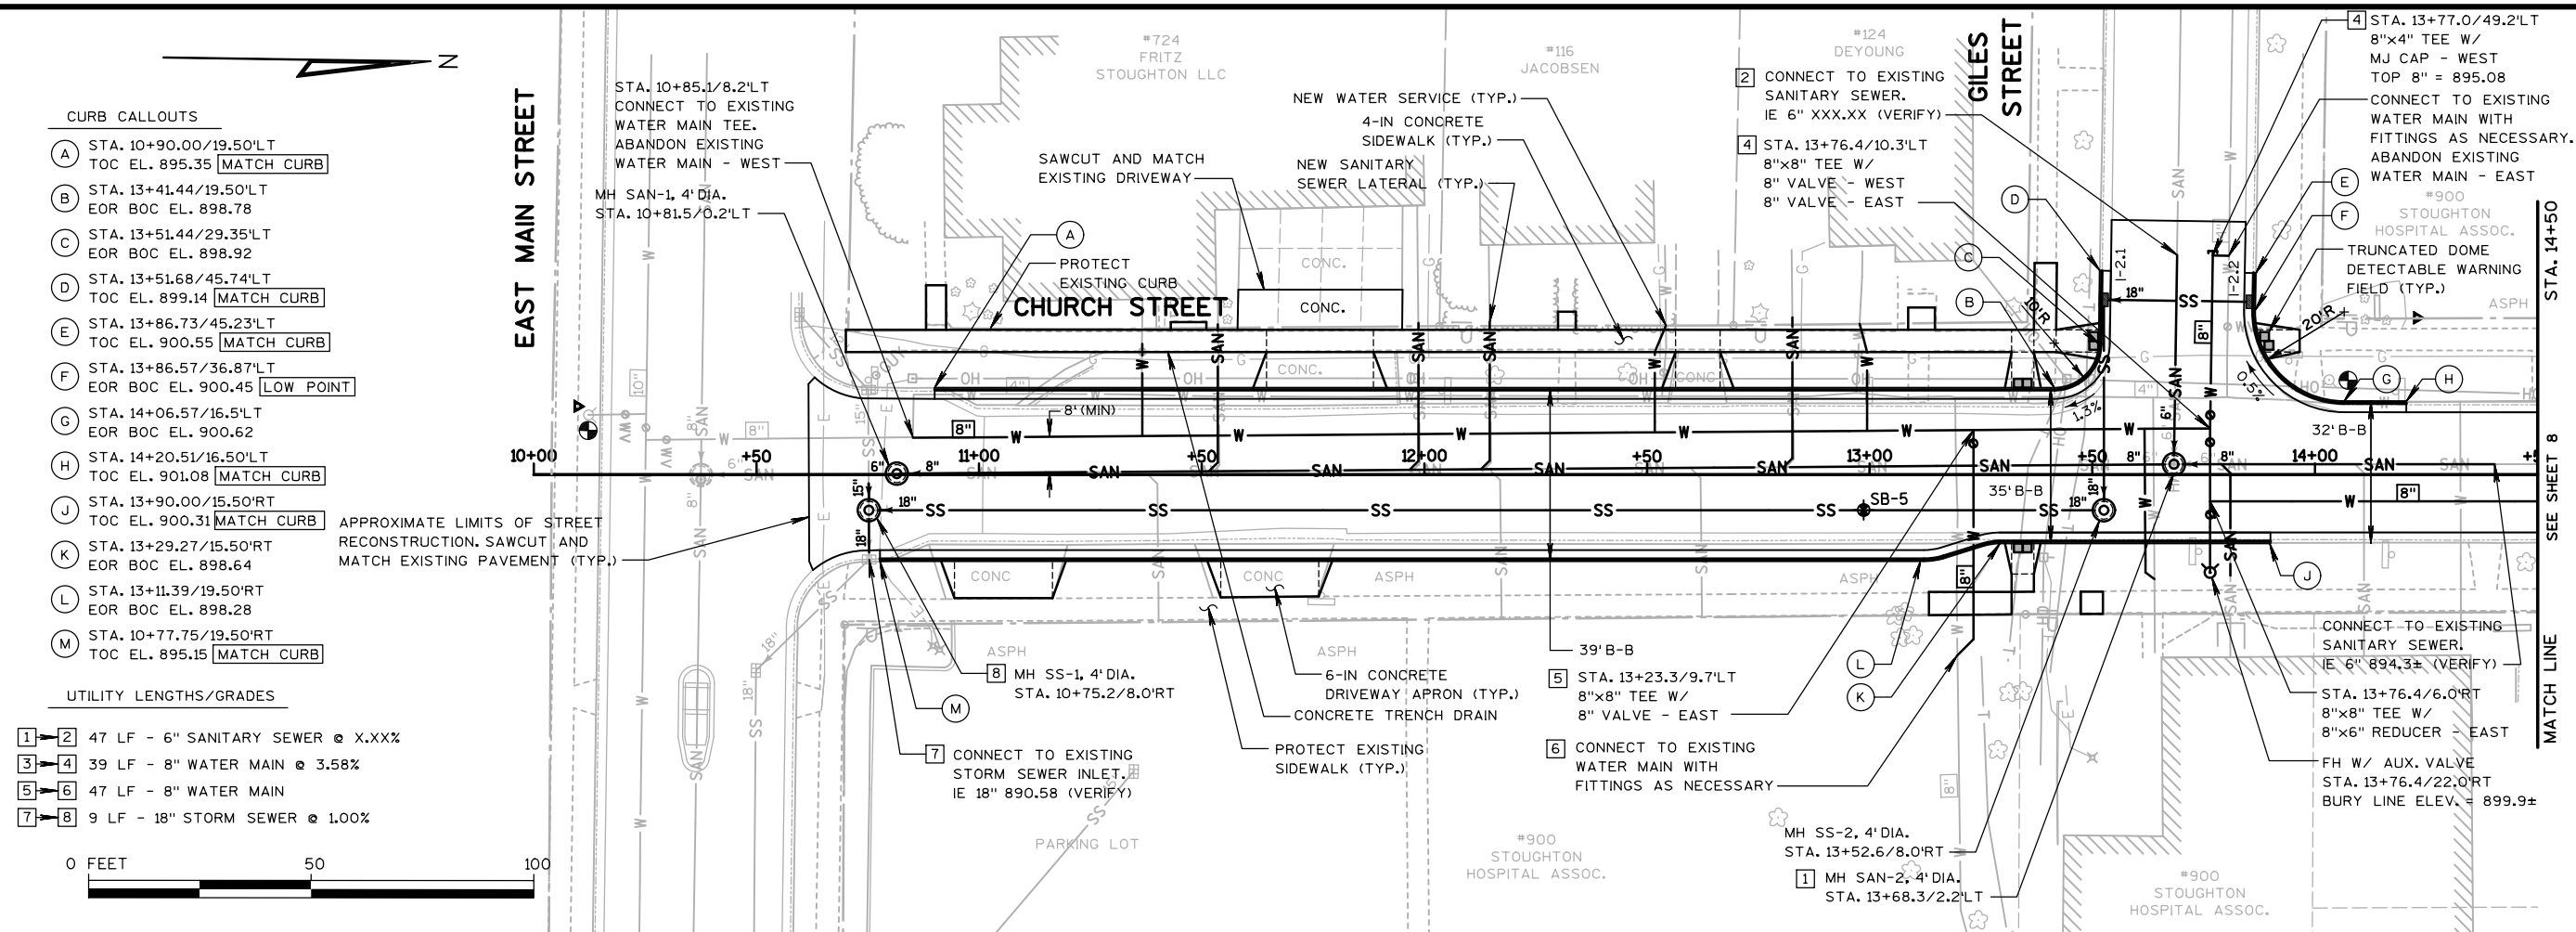 N
CURB CALLOUTS
A STA. 10+90.00/19.50'LT
TOC EL. 895.35 MATCH CURB
B STA. 13+41.44/19.50'LT
EOR BOC EL. 898.78
C STA. 13+51.44/29.35'LT
EOR BOC EL. 898.92
D STA. 13+51.68/45.74'LT
TOC EL. 899.14 MATCH CURB
E STA. 13+86.73/45.23'LT
TOC EL. 900.55 MATCH CURB
F STA. 13+86.57/36.87'LT
EOR BOC EL. 900.45 LOW POINT
G STA. 14+06.57/16.5'LT
EOR BOC EL. 900.62
H STA. 14+20.51/16.50'LT
TOC EL. 901.08 MATCH CURB
J STA. 13+90.00/15.50'RT
TOC EL. 900.31 MATCH CURB
K STA. 13+29.27/15.50'RT
EOR BOC EL. 898.64
L STA. 13+11.39/19.50'RT
EOR BOC EL. 898.28
M STA. 10+77.75/19.50'RT
TOC EL. 895.15 MATCH CURB
UTILITY LENGTHS/GRADES
1 2 47 LF - 6" SANITARY SEWER @ X.XX%
3 4 39 LF - 8" WATER MAIN @ 3.58%
5 6 47 LF - 8" WATER MAIN
7 8 9 LF - 18" STORM SEWER @ 1.00%
0 FEET 50 100
EAST MAIN STREET
STA. 10+85.1/8.2'LT
CONNECT TO EXISTING
WATER MAIN TEE.
ABANDON EXISTING
WATER MAIN - WEST
MH SAN-1, 4' DIA.
STA. 10+81.5/0.2'LT
APPROXIMATE LIMITS OF STREET
RECONSTRUCTION. SAWCUT AND
MATCH EXISTING PAVEMENT (TYP.)
#724
FRITZ
STOUGHTON LLC
SAWCUT AND MATCH
EXISTING DRIVEWAY
A
PROTECT
EXISTING CURB
CHURCH STREET
CONC.
CONC.
CONC.
CONC
#116
JACOBSEN
NEW WATER SERVICE (TYP.)
4-IN CONCRETE
SIDEWALK (TYP.)
NEW SANITARY
SEWER LATERAL (TYP.)
#124
DEYOUNG
GILES
STREET
2 CONNECT TO EXISTING
SANITARY SEWER.
IE 6" XXX.XX (VERIFY)
4 STA. 13+76.4/10.3'LT
8"x8" TEE W/
8" VALVE - WEST
8" VALVE - EAST
D
C
B
4 STA. 13+77.0/49.2'LT
8"x4" TEE W/
MJ CAP - WEST
TOP 8" = 895.08
CONNECT TO EXISTING
WATER MAIN WITH
FITTINGS AS NECESSARY.
ABANDON EXISTING
WATER MAIN - EAST
E
F
#900
STOUGHTON
HOSPITAL ASSOC.
TRUNCATED DOME
DETECTABLE WARNING
FIELD (TYP.)
ASPH
G
H
I-2.1
I-2.2
18"
SS
8"
10'R
20'R
1.3%
0.5%
8' (MIN)
10+00
+50
11+00
+50
12+00
+50
13+00
+50
14+00
32' B-B
35' B-B
39' B-B
SB-5
CONC
CONC
ASPH
ASPH
ASPH
ASPH
ASPH
8 MH SS-1, 4' DIA.
STA. 10+75.2/8.0'RT
M
7 CONNECT TO EXISTING
STORM SEWER INLET.
IE 18" 890.58 (VERIFY)
6-IN CONCRETE
DRIVEWAY APRON (TYP.)
CONCRETE TRENCH DRAIN
PROTECT EXISTING
SIDEWALK (TYP.)
5 STA. 13+23.3/9.7'LT
8"x8" TEE W/
8" VALVE - EAST
6 CONNECT TO EXISTING
WATER MAIN WITH
FITTINGS AS NECESSARY
L
K
J
PARKING LOT
#900
STOUGHTON
HOSPITAL ASSOC.
MH SS-2, 4' DIA.
STA. 13+52.6/8.0'RT
1 MH SAN-2, 4' DIA.
STA. 13+68.3/2.2'LT
CONNECT TO EXISTING
SANITARY SEWER.
IE 6" 894.3± (VERIFY)
STA. 13+76.4/6.0'RT
8"x8" TEE W/
8"x6" REDUCER - EAST
FH W/ AUX. VALVE
STA. 13+76.4/22.0'RT
BURY LINE ELEV. = 899.9±
#900
STOUGHTON
HOSPITAL ASSOC.
STA. 14+50
SEE SHEET 8
MATCH LINE